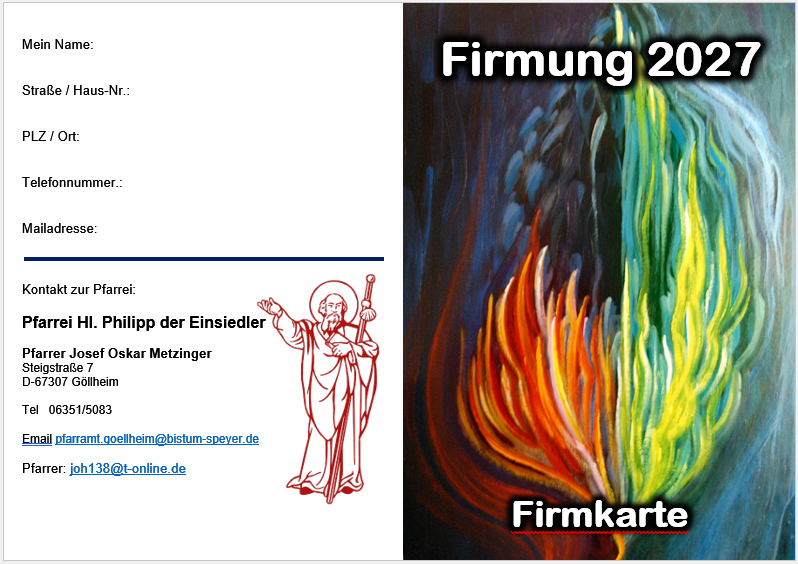 Mein Name:
Straße / Haus-Nr.:
PLZ / Ort:
Telefonnummer.:
Mailadresse:
Kontakt zur Pfarrei:
Pfarrei Hl. Philipp der Einsiedler
Pfarrer Josef Oskar Metzinger
Steigstraße 7
D-67307 Göllheim
Tel 06351/5083
Email pfarramt.goellheim@bistum-speyer.de
Pfarrer: joh138@t-online.de
Firmung 2027
Firmkarte